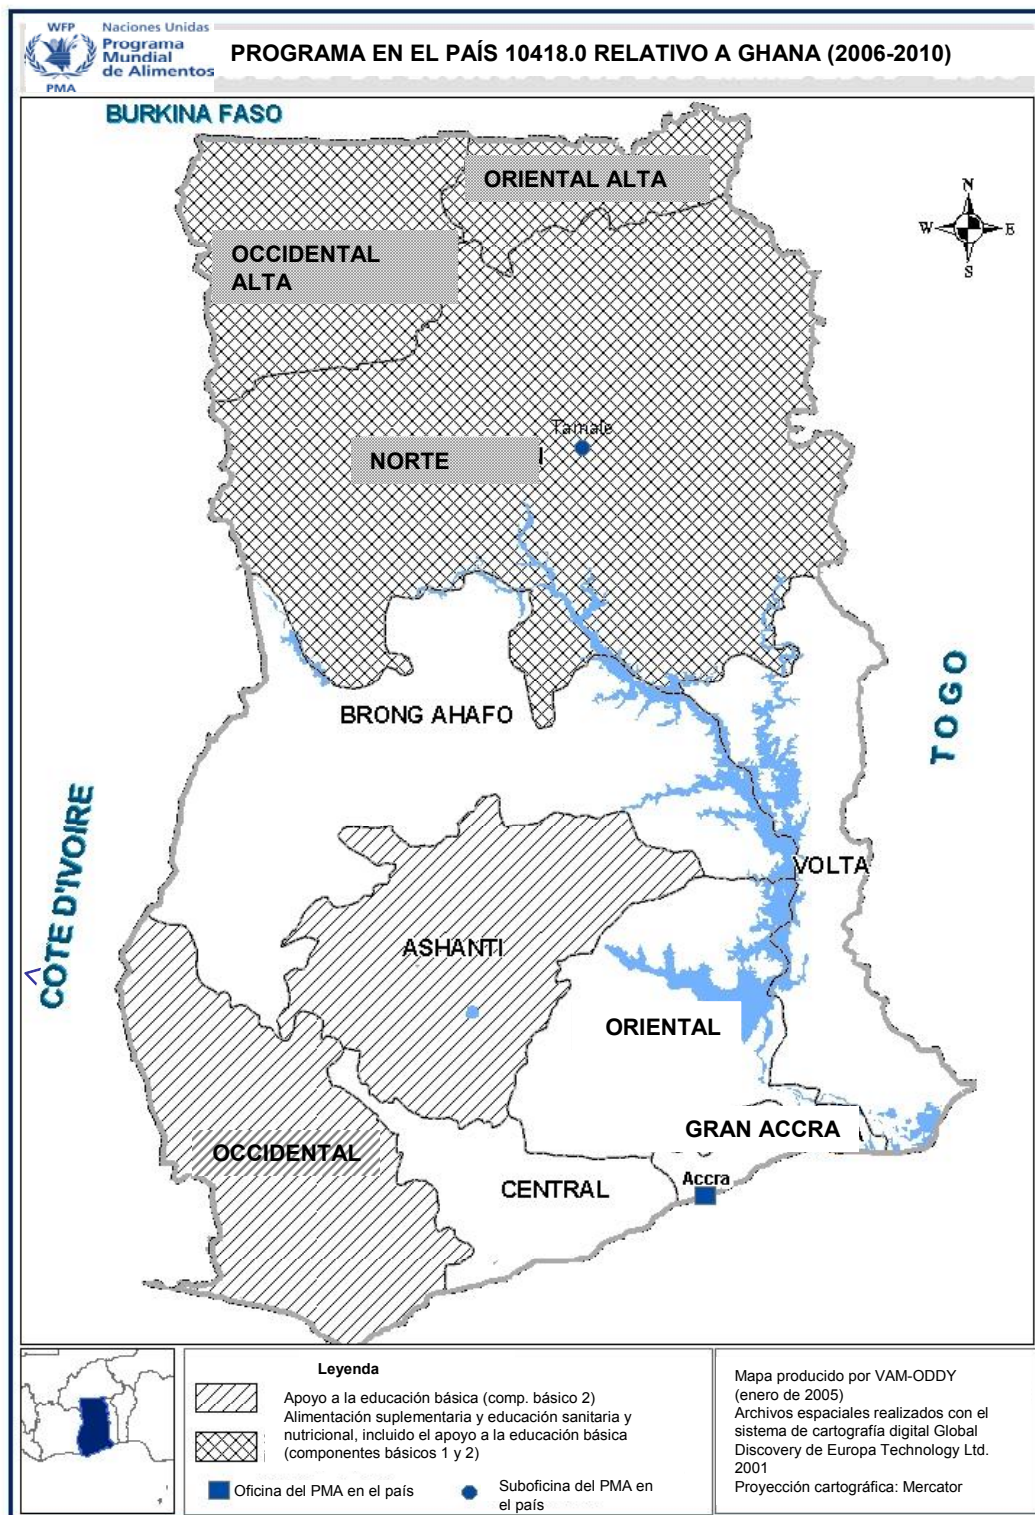 WFP
Naciones Unidas
Programa
Mundial
de Alimentos
PMA
PROGRAMA EN EL PAÍS 10418.0 RELATIVO A GHANA (2006-2010)
BURKINA FASO
ORIENTAL ALTA
N
W
E
S
OCCIDENTAL
ALTA
Tamale
NORTE
BRONG AHAFO
TOGO
COTE D'IVOIRE
VOLTA
ASHANTI
ORIENTAL
GRAN ACCRA
OCCIDENTAL
Accra
CENTRAL
Leyenda
Apoyo a la educación básica (comp. básico 2)
Alimentación suplementaria y educación sanitaria y
nutricional, incluido el apoyo a la educación básica
(componentes básicos 1 y 2)
Oficina del PMA en el país
Suboficina del PMA en
el país
Mapa producido por VAM-ODDY
(enero de 2005)
Archivos espaciales realizados con el
sistema de cartografía digital Global
Discovery de Europa Technology Ltd.
2001
Proyección cartográfica: Mercator